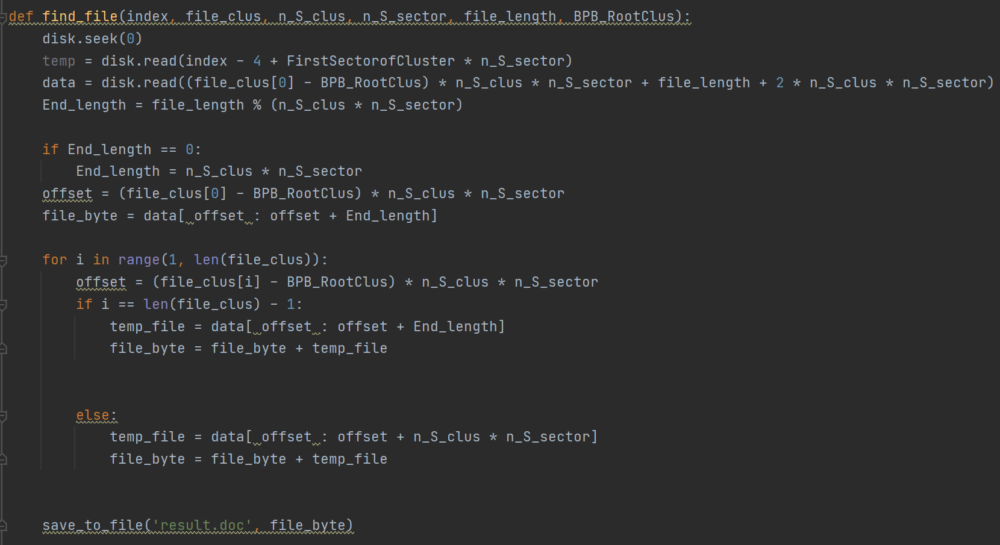 def find_file(index, file_clus, n_S_clus, n_S_sector, file_length, BPB_RootClus):
    disk.seek(0)
    temp = disk.read(index - 4 + FirstSectorofCluster * n_S_sector)
    data = disk.read((file_clus[0] - BPB_RootClus) * n_S_clus * n_S_sector + file_length + 2 * n_S_clus * n_S_sector)
    End_length = file_length % (n_S_clus * n_S_sector)
    if End_length == 0:
        End_length = n_S_clus * n_S_sector
    offset = (file_clus[0] - BPB_RootClus) * n_S_clus * n_S_sector
    file_byte = data[ offset : offset + End_length]
    for i in range(1, len(file_clus)):
        offset = (file_clus[i] - BPB_RootClus) * n_S_clus * n_S_sector
        if i == len(file_clus) - 1:
            temp_file = data[ offset : offset + End_length]
            file_byte = file_byte + temp_file
        else:
            temp_file = data[ offset : offset + n_S_clus * n_S_sector]
            file_byte = file_byte + temp_file
    save_to_file('result.doc', file_byte)